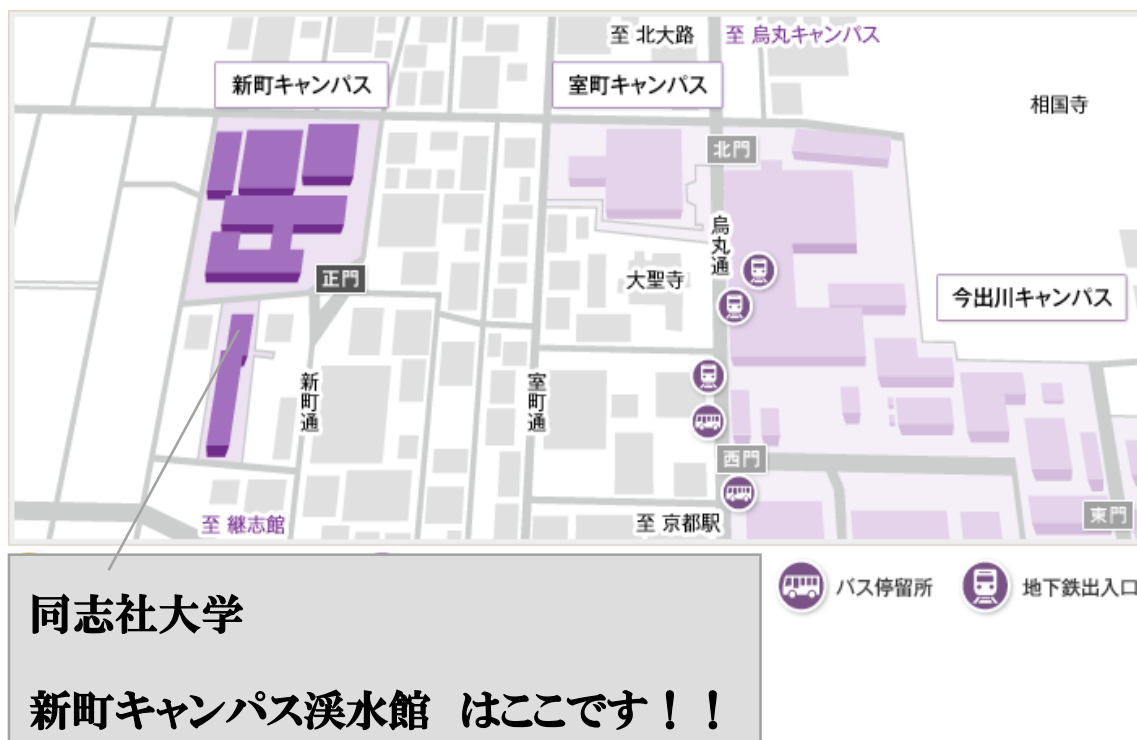 至 北大路
至 烏丸キャンパス
新町キャンパス
室町キャンパス
相国寺
北門
烏丸通
大聖寺
正門
今出川キャンパス
新町通
室町通
西門
至 継志館
至 京都駅
東門
バス停留所
地下鉄出入口
同志社大学
新町キャンパス渓水館 はここです！！